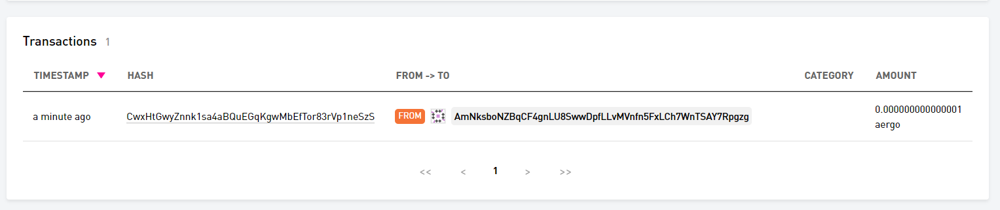 Transactions 1
TIMESTAMP HASH FROM -> TO CATEGORY AMOUNT
a minute ago CwxHtGwyZnnk1sa4aBQuEGqKgwMbEfTor83rVp1neSzS FROM AmNksboNZBqCF4gnLU8SwwDpfLLvMVnfn5FxLCh7WnTSAY7Rpgzg 0.000000000000001
aergo
<< < 1 > >>